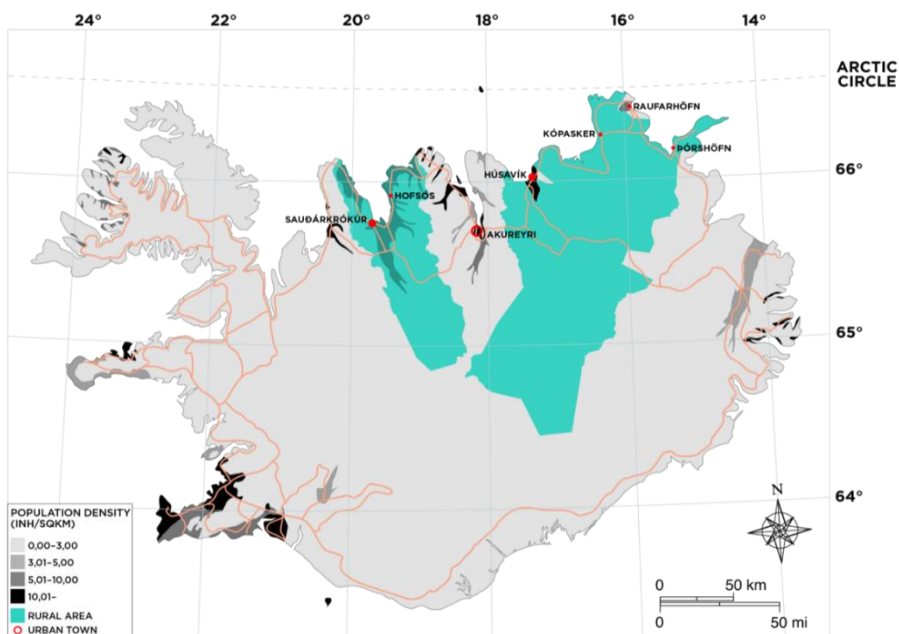 24° 22° 20° 18° 16° 14°
ARCTIC
CIRCLE
RAUFARHÖFN
KÓPASKER
ÞÓRSHÖFN
66°
HÚSAVÍK
HOFSÓS
SAUÐÁRKRÓKUR
AKUREYRI
65°
64°
N
POPULATION DENSITY
(INH/SQKM)
0,00–3,00
3,01–5,00
5,01–10,00
10,01-
RURAL AREA
URBAN TOWN
0 50 km
0 50 mi